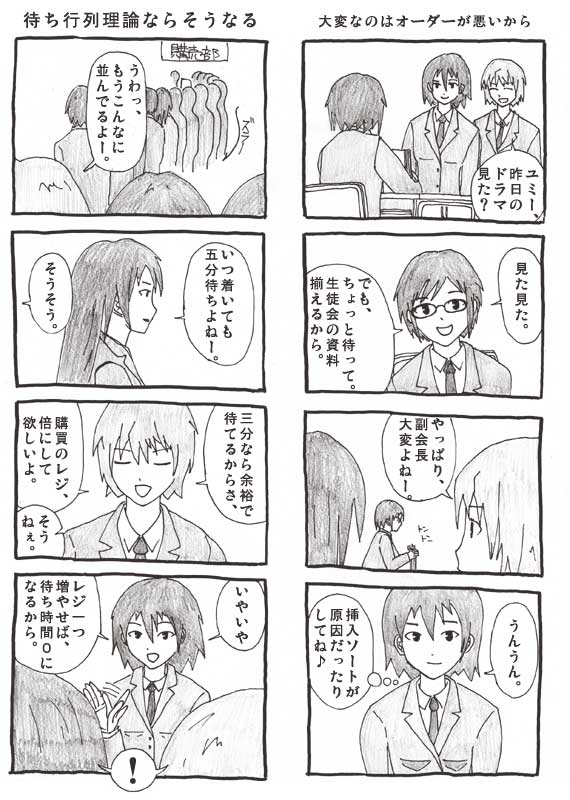 大変なのはオーダーが悪いから
ユミー、
昨日の
ドラマ
見た？
見た見た。
でも、
ちょっと待って。
生徒会の資料
揃えるから。
やっぱり、
副会長
大変よねー。
トントン
うんうん。
挿入ソートが
原因だったり
してね♪
待ち行列理論ならそうなる
購売部
うわっ、
もうこんなに
並んでるよー。
いつ着いても
五分待ちよねー。
そうそう。
三分なら余裕で
待てるからさ、
購買のレジ、
倍にして
欲しいよ。
そう
ねぇ。
いやいや
レジ一つ
増やせば、
待ち時間０に
なるから。
！